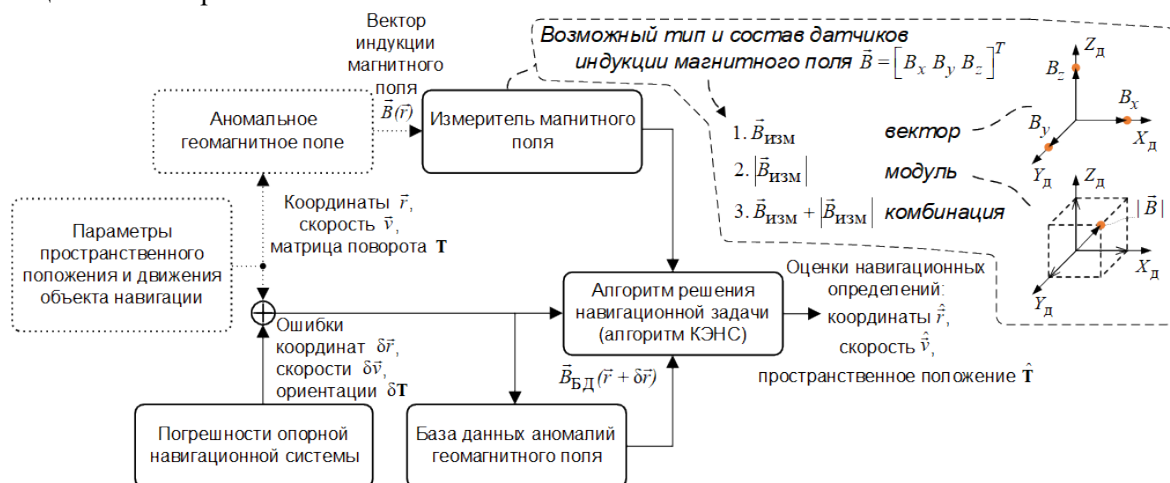 Вектор
индукции
магнитного
поля
B⃗(r⃗)
Возможный тип и состав датчиков
индукции магнитного поля B⃗ = [Bx By Bz]^T
1. B⃗изм вектор
2. |B⃗изм| модуль
3. B⃗изм + |B⃗изм| комбинация
Zд
Bz
Bx
By
Xд
Yд
Zд
|B⃗|
Xд
Yд
Аномальное
геомагнитное поле
Измеритель магнитного
поля
Координаты r⃗,
скорость v⃗,
матрица поворота T
Параметры
пространственного
положения и движения
объекта навигации
Ошибки
координат δr⃗,
скорости δv⃗,
ориентации δT
Алгоритм решения
навигационной задачи
(алгоритм КЭНС)
Оценки навигационных
определений:
координаты r̂⃗,
скорость v̂⃗,
пространственное положение T̂
B⃗БД(r⃗ + δr⃗)
Погрешности опорной
навигационной системы
База данных аномалий
геомагнитного поля